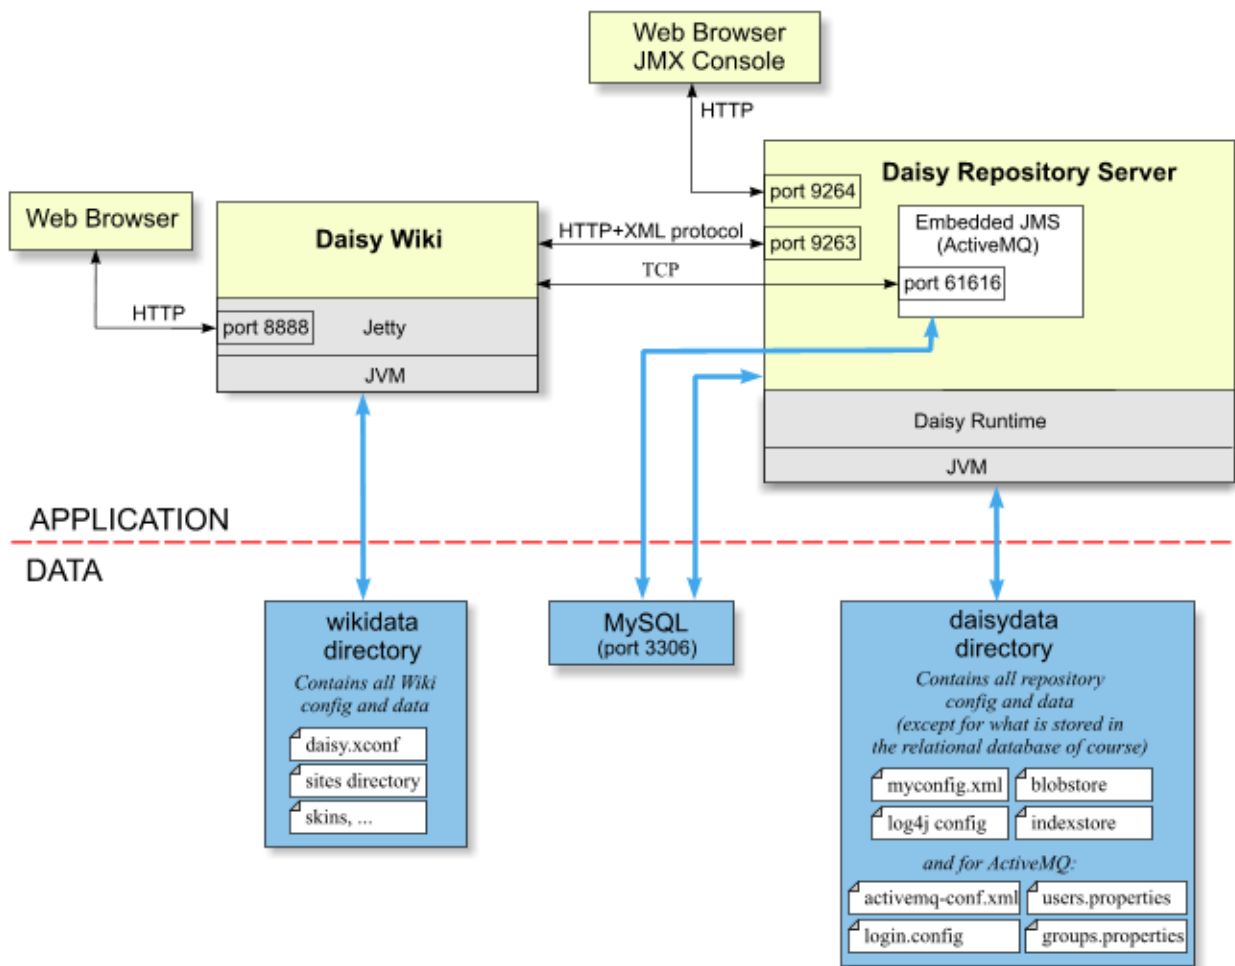 Web Browser
JMX Console
HTTP
Daisy Repository Server
port 9264
Web Browser
Daisy Wiki
HTTP+XML protocol
port 9263
Embedded JMS
(ActiveMQ)
TCP
port 61616
HTTP
port 8888
Jetty
JVM
Daisy Runtime
JVM
APPLICATION
DATA
wikidata
directory
Contains all Wiki
config and data
daisy.xconf
sites directory
skins, ...
MySQL
(port 3306)
daisydata
directory
Contains all repository
config and data
(except for what is stored in
the relational database of course)
myconfig.xml
blobstore
log4j config
indexstore
and for ActiveMQ:
activemq-conf.xml
users.properties
login.config
groups.properties